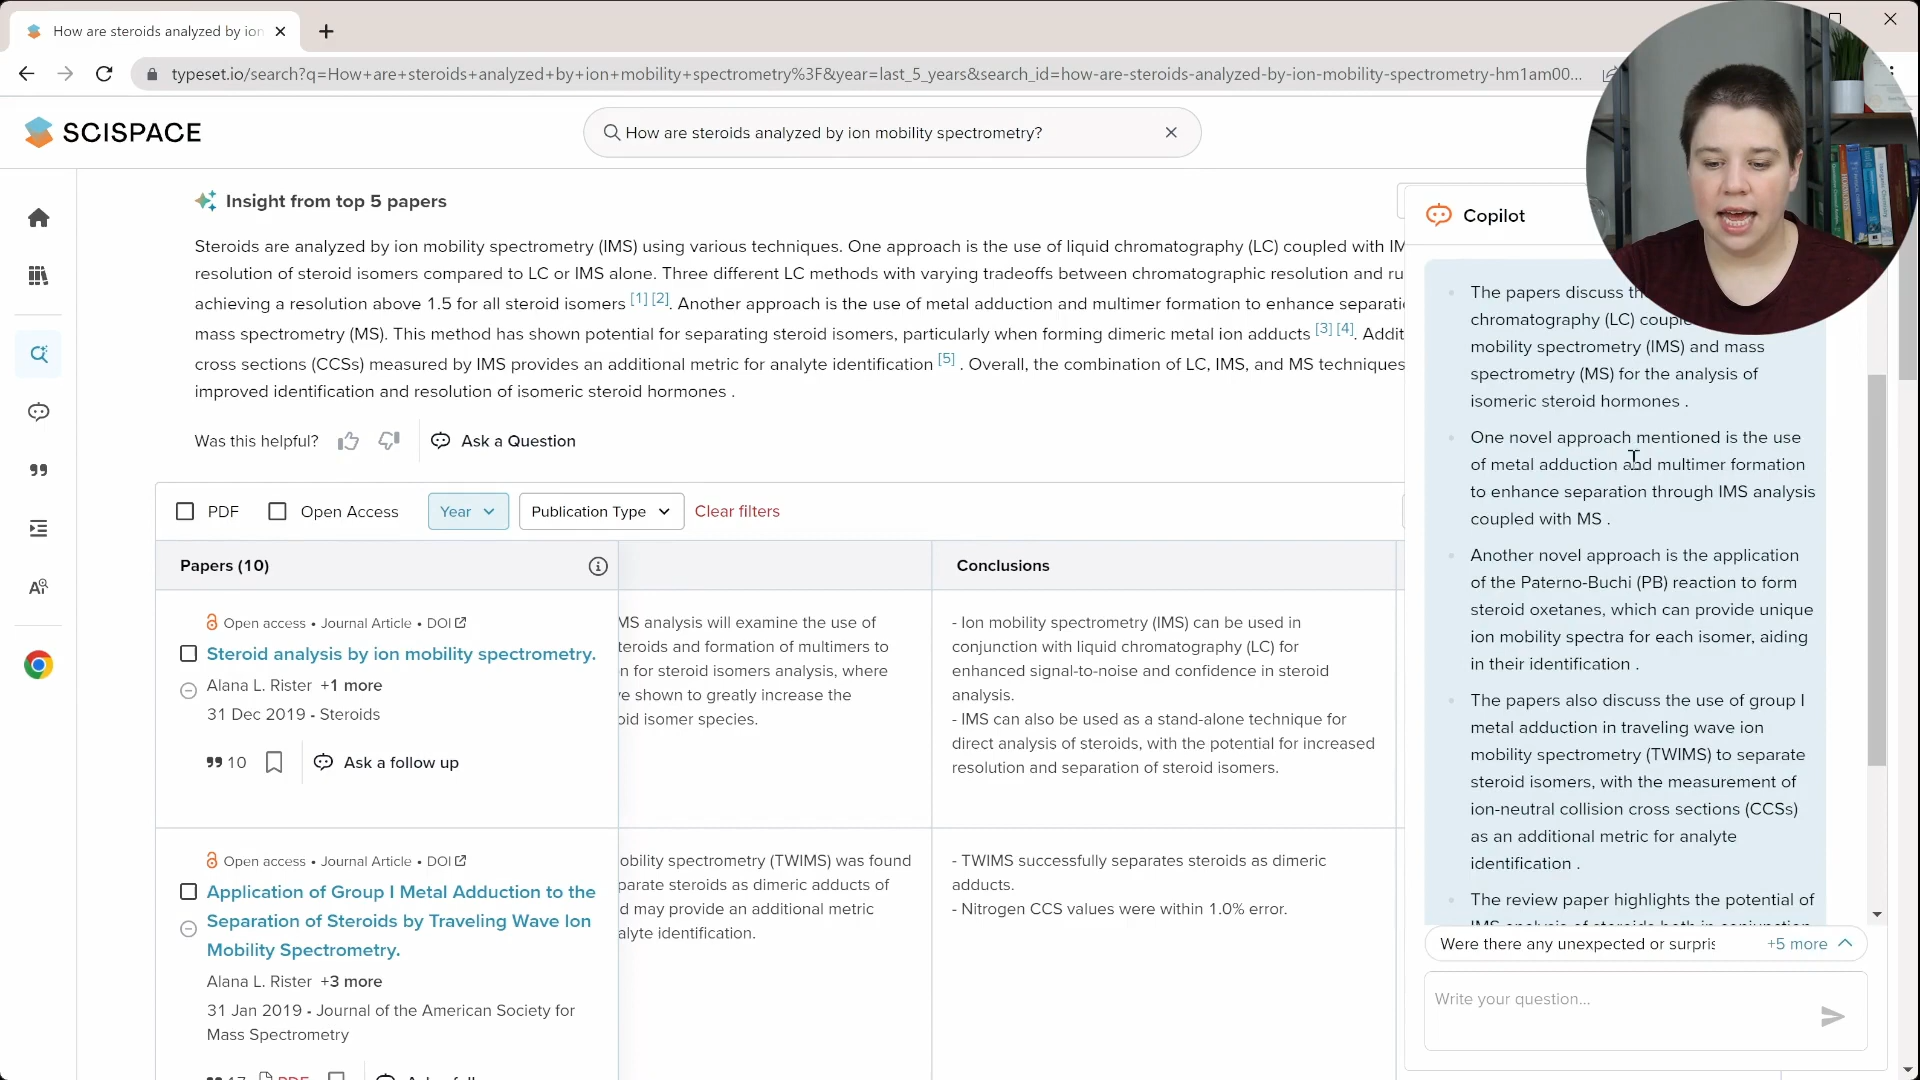 How are steroids analyzed by ion
typeset.io/search?q=How+are+steroids+analyzed+by+ion+mobility+spectrometry%3F&year=last_5_years&search_id=how-are-steroids-analyzed-by-ion-mobility-spectrometry-hm1am00...
SCISPACE
How are steroids analyzed by ion mobility spectrometry?
Insight from top 5 papers
Steroids are analyzed by ion mobility spectrometry (IMS) using various techniques. One approach is the use of liquid chromatography (LC) coupled with IM
resolution of steroid isomers compared to LC or IMS alone. Three different LC methods with varying tradeoffs between chromatographic resolution and ru
achieving a resolution above 1.5 for all steroid isomers [1] [2]. Another approach is the use of metal adduction and multimer formation to enhance separati
mass spectrometry (MS). This method has shown potential for separating steroid isomers, particularly when forming dimeric metal ion adducts [3] [4]. Addit
cross sections (CCSs) measured by IMS provides an additional metric for analyte identification [5] . Overall, the combination of LC, IMS, and MS techniques
improved identification and resolution of isomeric steroid hormones .
Was this helpful?
Ask a Question
PDF
Open Access
Year
Publication Type
Clear filters
Papers (10)
Conclusions
Open access • Journal Article • DOI
Steroid analysis by ion mobility spectrometry.
Alana L. Rister +1 more
31 Dec 2019 - Steroids
10
Ask a follow up
MS analysis will examine the use of
teroids and formation of multimers to
n for steroid isomers analysis, where
e shown to greatly increase the
oid isomer species.
- Ion mobility spectrometry (IMS) can be used in
conjunction with liquid chromatography (LC) for
enhanced signal-to-noise and confidence in steroid
analysis.
- IMS can also be used as a stand-alone technique for
direct analysis of steroids, with the potential for increased
resolution and separation of steroid isomers.
Open access • Journal Article • DOI
Application of Group I Metal Adduction to the
Separation of Steroids by Traveling Wave Ion
Mobility Spectrometry.
Alana L. Rister +3 more
31 Jan 2019 - Journal of the American Society for
Mass Spectrometry
17
PDF
obility spectrometry (TWIMS) was found
parate steroids as dimeric adducts of
d may provide an additional metric
alyte identification.
- TWIMS successfully separates steroids as dimeric
adducts.
- Nitrogen CCS values were within 1.0% error.
Copilot
The papers discuss th
chromatography (LC) coupl
mobility spectrometry (IMS) and mass
spectrometry (MS) for the analysis of
isomeric steroid hormones .
One novel approach mentioned is the use
of metal adduction and multimer formation
to enhance separation through IMS analysis
coupled with MS .
Another novel approach is the application
of the Paterno-Buchi (PB) reaction to form
steroid oxetanes, which can provide unique
ion mobility spectra for each isomer, aiding
in their identification .
The papers also discuss the use of group I
metal adduction in traveling wave ion
mobility spectrometry (TWIMS) to separate
steroid isomers, with the measurement of
ion-neutral collision cross sections (CCSs)
as an additional metric for analyte
identification .
The review paper highlights the potential of
IMS analysis of steroids both in conjunction
Were there any unexpected or surpris
+5 more
Write your question...